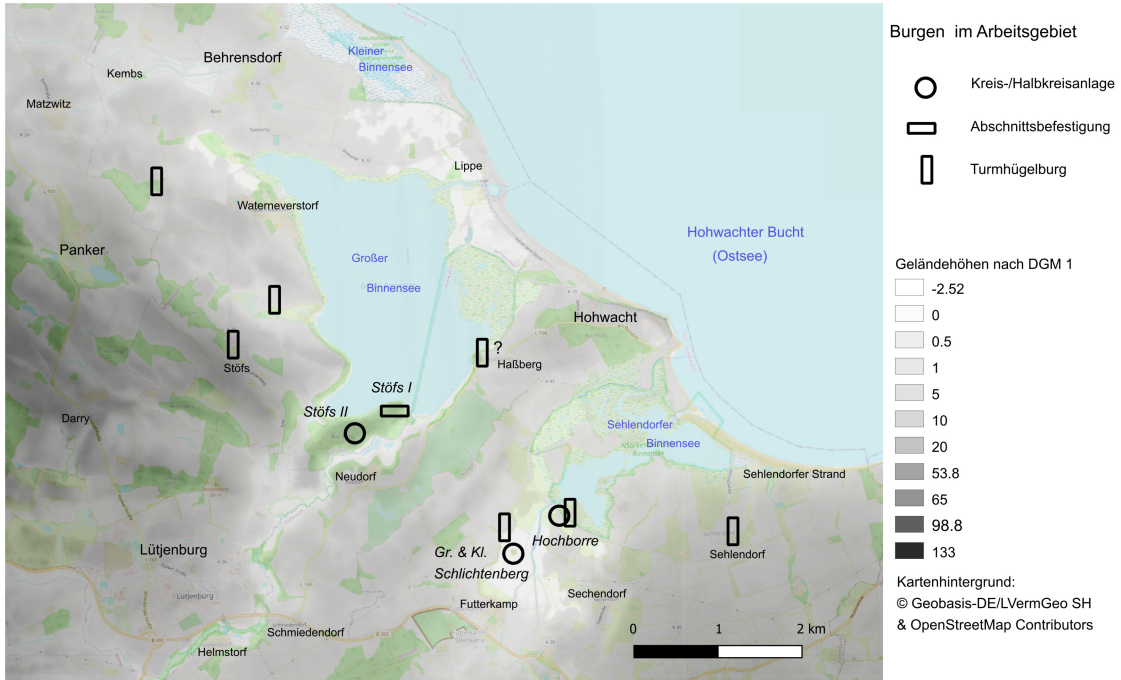 Burgen im Arbeitsgebiet
Kreis-/Halbkreisanlage
Abschnittsbefestigung
Turmhügelburg
Geländehöhen nach DGM 1
-2.52
0
0.5
1
5
10
20
53.8
65
98.8
133
Kartenhintergrund:
© Geobasis-DE/LVermGeo SH
& OpenStreetMap Contributors
Behrensdorf
Kleiner
Binnensee
Kembs
Matzwitz
Lippe
Waterneverstorf
Panker
Großer
Binnensee
Hohwachter Bucht
(Ostsee)
Hohwacht
?
Haßberg
Stöfs
Stöfs I
Stöfs II
Darry
Sehlendorfer
Binnensee
Neudorf
Sehlendorfer Strand
Hochborre
Sehlendorf
Lütjenburg
Gr. & Kl.
Schlichtenberg
Sechendorf
Futterkamp
Lütjenburg
Schmiedendorf
Helmstorf
0 1 2 km